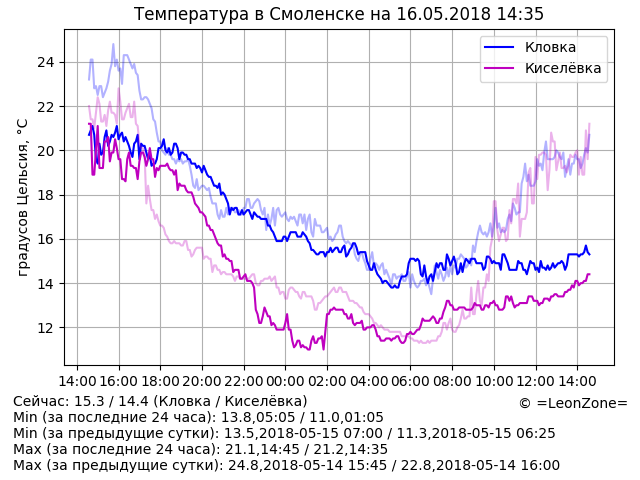 Температура в Смоленске на 16.05.2018 14:35
Кловка
Киселёвка
градусов Цельсия, °C
24
22
20
18
16
14
12
14:00 16:00 18:00 20:00 22:00 00:00 02:00 04:00 06:00 08:00 10:00 12:00 14:00
Сейчас: 15.3 / 14.4 (Кловка / Киселёвка)
© =LeonZone=
Min (за последние 24 часа): 13.8,05:05 / 11.0,01:05
Min (за предыдущие сутки): 13.5,2018-05-15 07:00 / 11.3,2018-05-15 06:25
Max (за последние 24 часа): 21.1,14:45 / 21.2,14:35
Max (за предыдущие сутки): 24.8,2018-05-14 15:45 / 22.8,2018-05-14 16:00